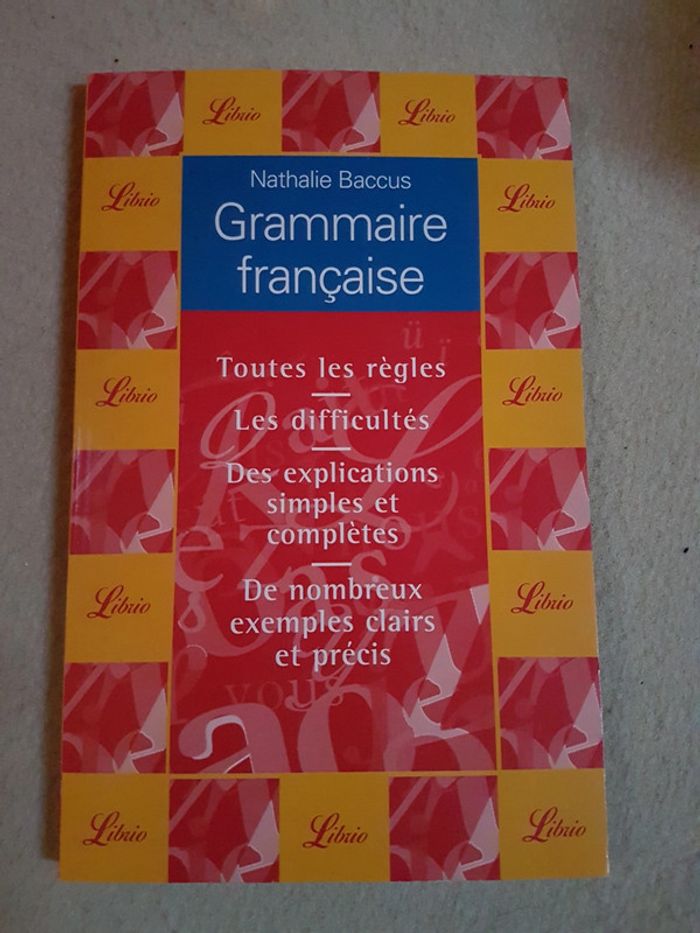 Librio Librio
Librio Librio
Nathalie Baccus
Grammaire
française
Toutes les règles
Les difficultés
Librio Librio
Des explications
simples et
complètes
De nombreux
exemples clairs
et précis
Librio Librio
vous
Librio Librio Librio